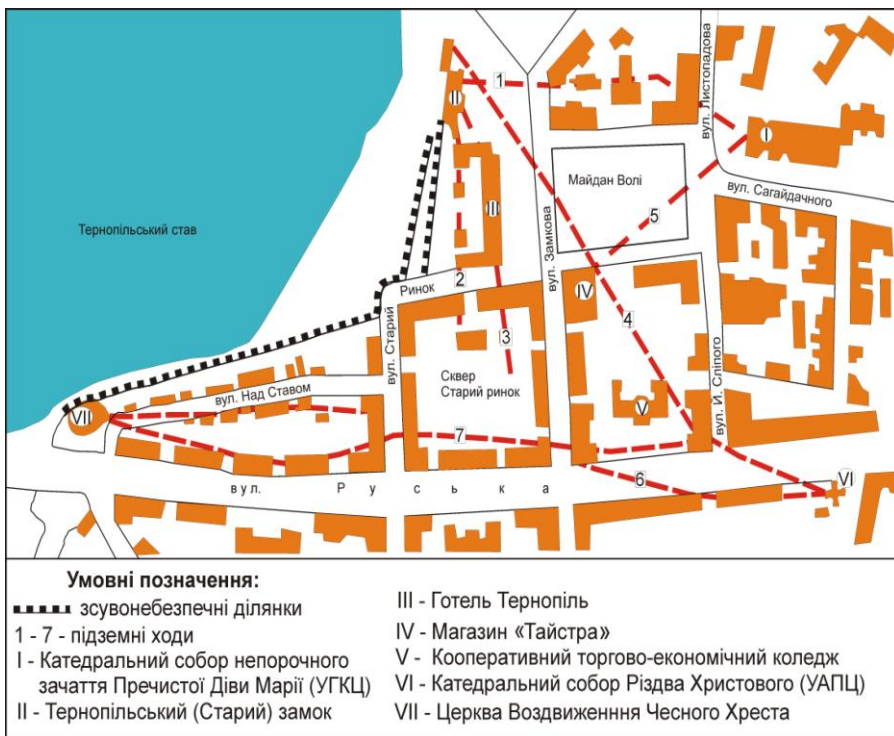 1
II
вул. Листопадова
I
Майдан Волі
вул. Сагайдачного
Тернопільський став
III
вул. Замкова
5
2
Ринок
IV
3
4
вул. Старий
Сквер
Старий ринок
вул. Над Ставом
V
вул. Й. Сліпого
VII
7
6
VI
вул. Руська
Умовні позначення:
зсувонебезпечні ділянки
1 - 7 - підземні ходи
I - Катедральний собор непорочного
зачаття Пречистої Діви Марії (УГКЦ)
II - Тернопільський (Старий) замок
III - Готель Тернопіль
IV - Магазин «Тайстра»
V - Кооперативний торгово-економічний коледж
VI - Катедральний собор Різдва Христового (УАПЦ)
VII - Церква Воздвиженння Чесного Хреста